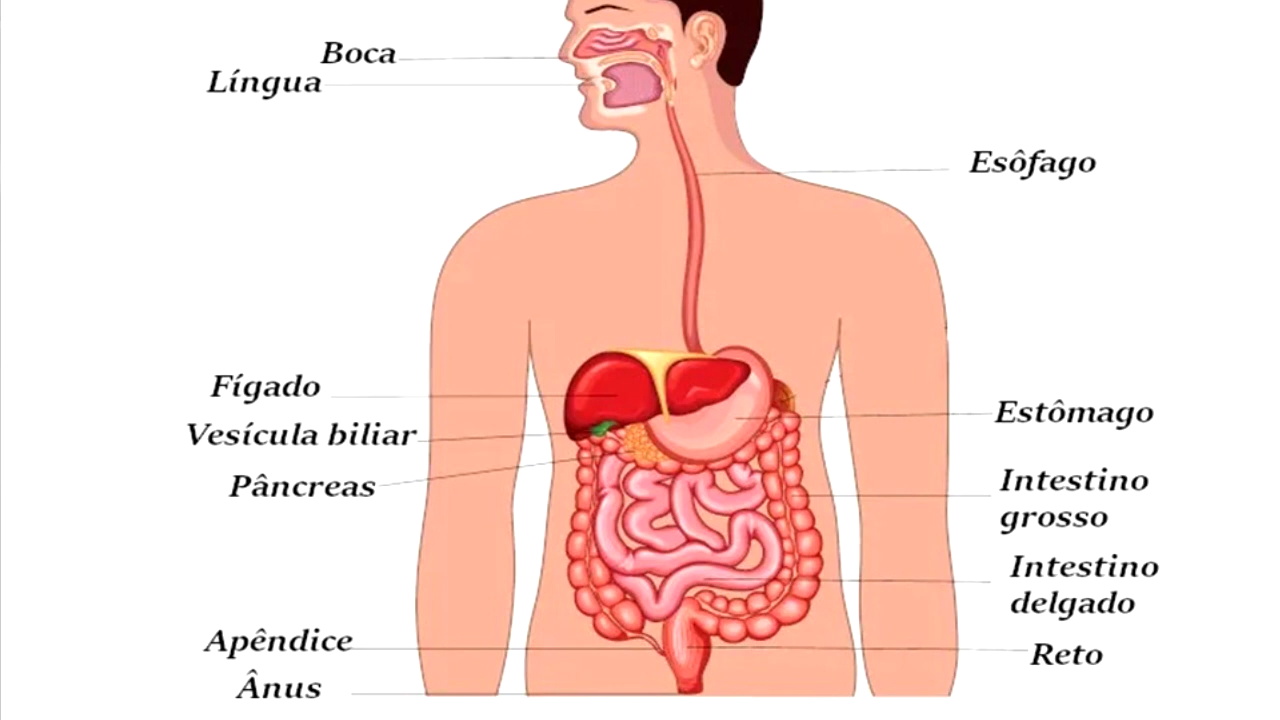 Boca
Língua
Esôfago
Fígado
Estômago
Vesícula biliar
Pâncreas
Intestino
grosso
Intestino
delgado
Apêndice
Reto
Ânus